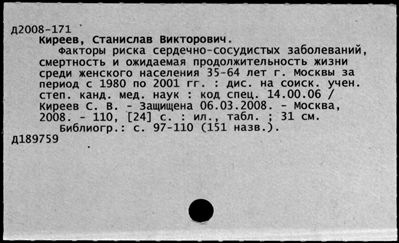 Д2008-171
Киреев, Станислав Викторович.
Факторы риска сердечно-сосудистых заболеваний,
смертность и ожидаемая продолжительность жизни
среди женского населения 35-64 лет г. Москвы за
период с 1980 по 2001 гг. : дис. на соиск. учен.
степ. канд. мед. наук : код спец. 14.00.06 /
Киреев С. В. - Защищена 06.03.2008. - Москва,
2008. - 110, [24] с. : ил., табл. ; 31 см.
Библиогр.: с. 97-110 (151 назв.).
Д189759